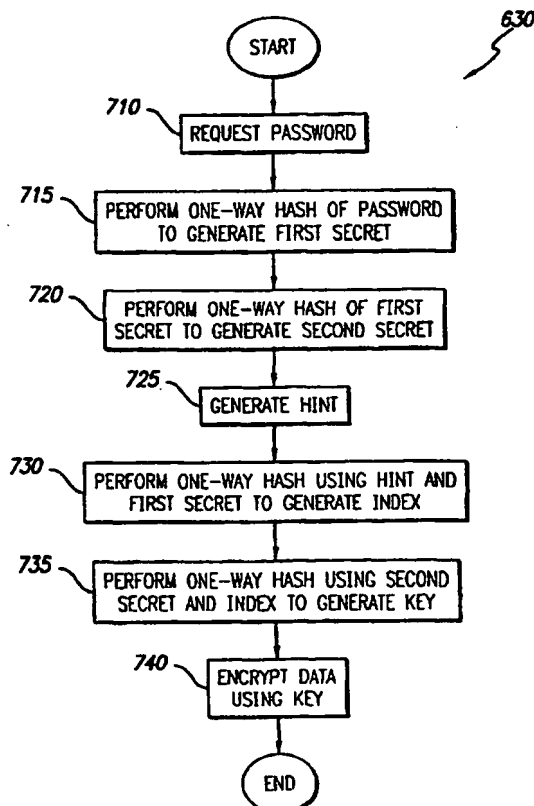 630
START
710
REQUEST PASSWORD
715
PERFORM ONE-WAY HASH OF PASSWORD
TO GENERATE FIRST SECRET
720
PERFORM ONE-WAY HASH OF FIRST
SECRET TO GENERATE SECOND SECRET
725
GENERATE HINT
730
PERFORM ONE-WAY HASH USING HINT AND
FIRST SECRET TO GENERATE INDEX
735
PERFORM ONE-WAY HASH USING SECOND
SECRET AND INDEX TO GENERATE KEY
740
ENCRYPT DATA
USING KEY
END